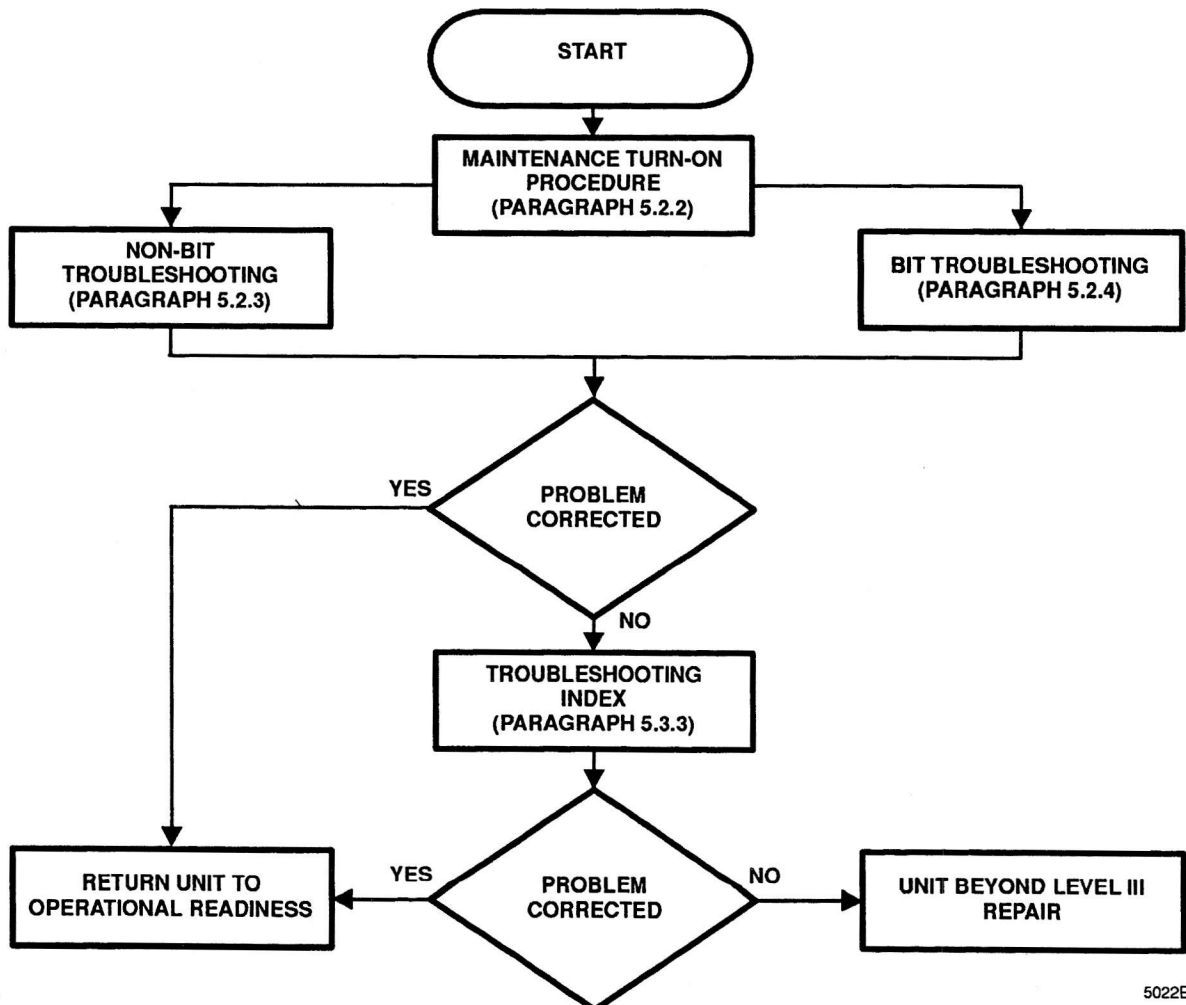 START
MAINTENANCE TURN-ON
PROCEDURE
(PARAGRAPH 5.2.2)
NON-BIT
TROUBLESHOOTING
(PARAGRAPH 5.2.3)
BIT TROUBLESHOOTING
(PARAGRAPH 5.2.4)
YES
PROBLEM
CORRECTED
NO
TROUBLESHOOTING
INDEX
(PARAGRAPH 5.3.3)
RETURN UNIT TO
OPERATIONAL READINESS
YES
PROBLEM
CORRECTED
NO
UNIT BEYOND LEVEL III
REPAIR